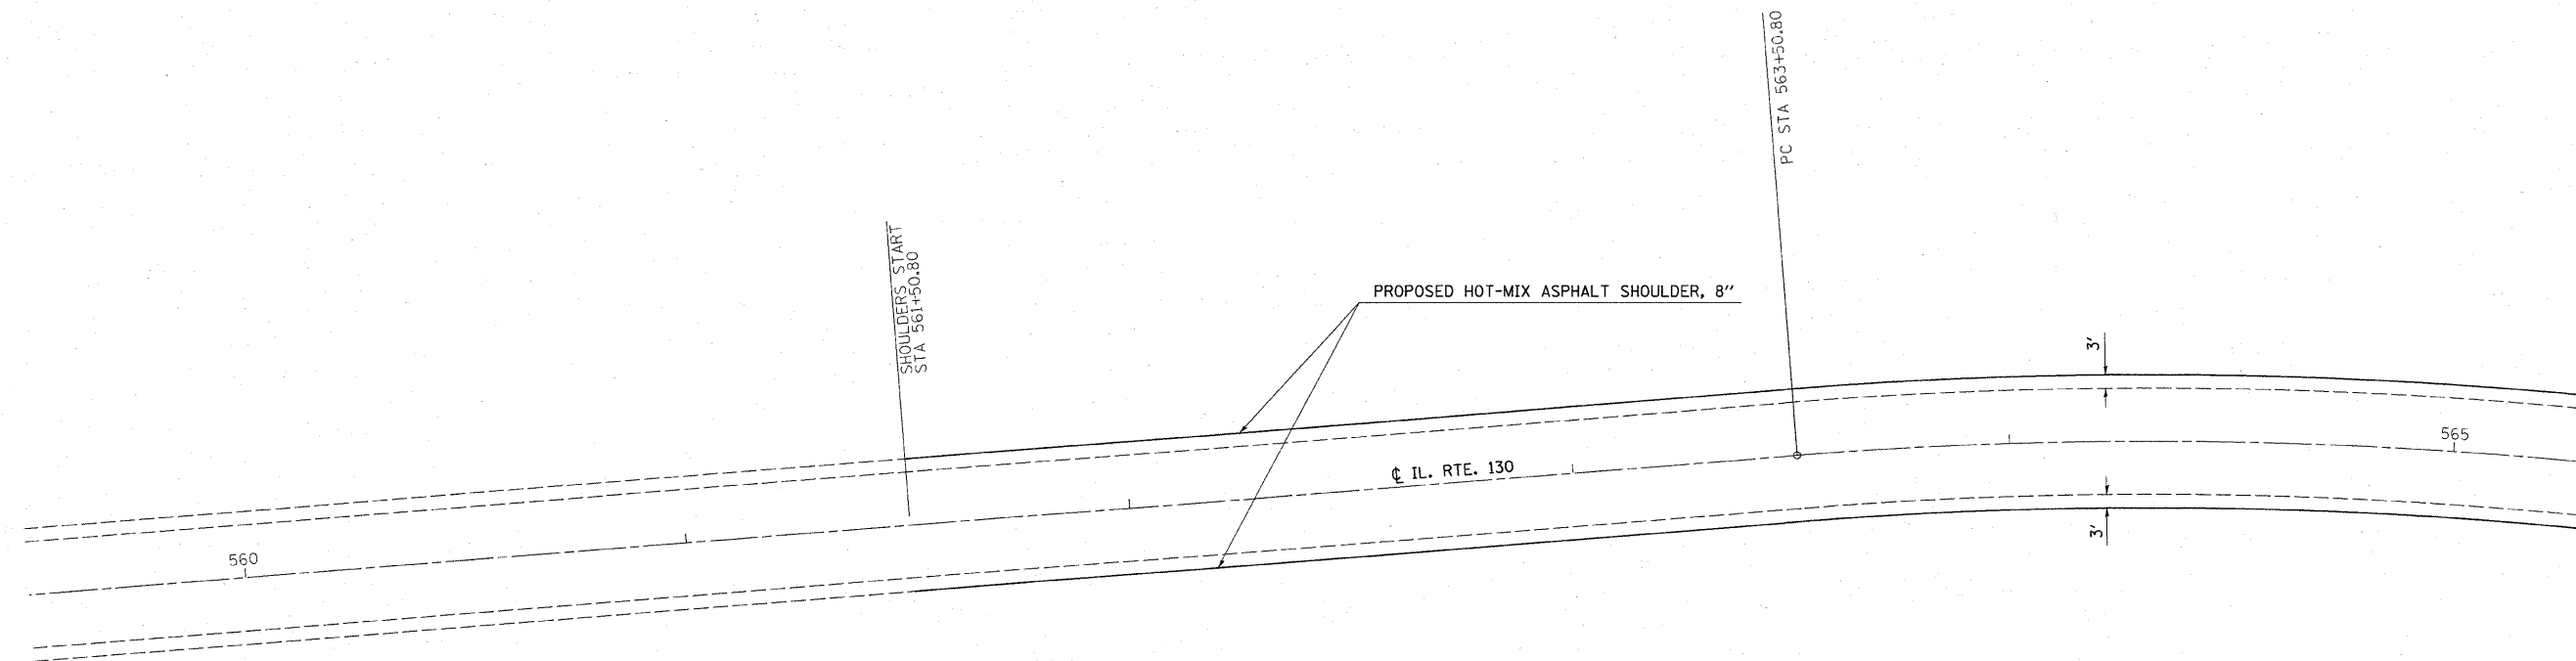 PC STA 563+50.80
SHOULDERS START
STA 561+50.80
PROPOSED HOT-MIX ASPHALT SHOULDER, 8"
3'
565
℄ IL. RTE. 130
3'
560